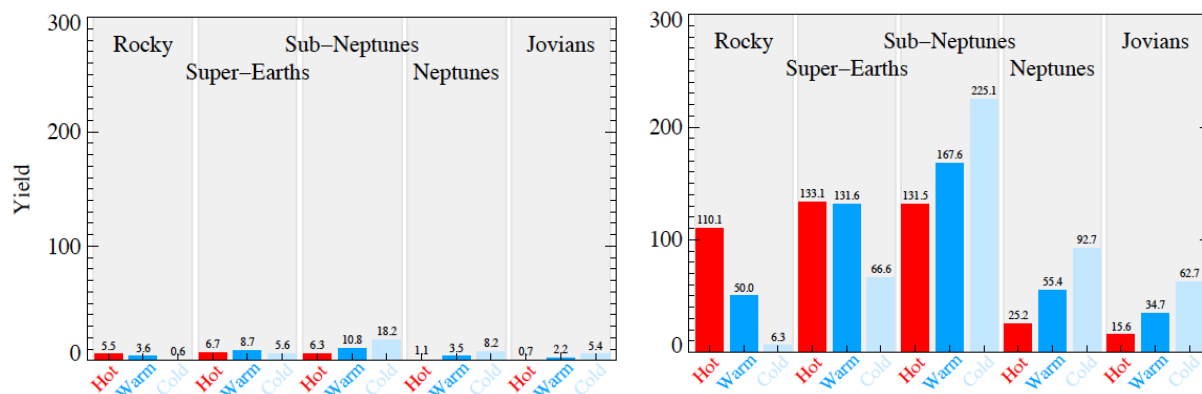 300
200
100
0
Yield
Rocky
Super–Earths
Sub–Neptunes
Neptunes
Jovians
5.5 3.6 0.6 6.7 8.7 5.6 6.3 10.8 18.2 1.1 3.5 8.2 0.7 2.2 5.4
Hot Warm Cold Hot Warm Cold Hot Warm Cold Hot Warm Cold Hot Warm Cold
300
200
100
0
Rocky
Super–Earths
Sub–Neptunes
Neptunes
Jovians
110.1 50.0 6.3 133.1 131.6 66.6 131.5 167.6 225.1 25.2 55.4 92.7 15.6 34.7 62.7
Hot Warm Cold Hot Warm Cold Hot Warm Cold Hot Warm Cold Hot Warm Cold